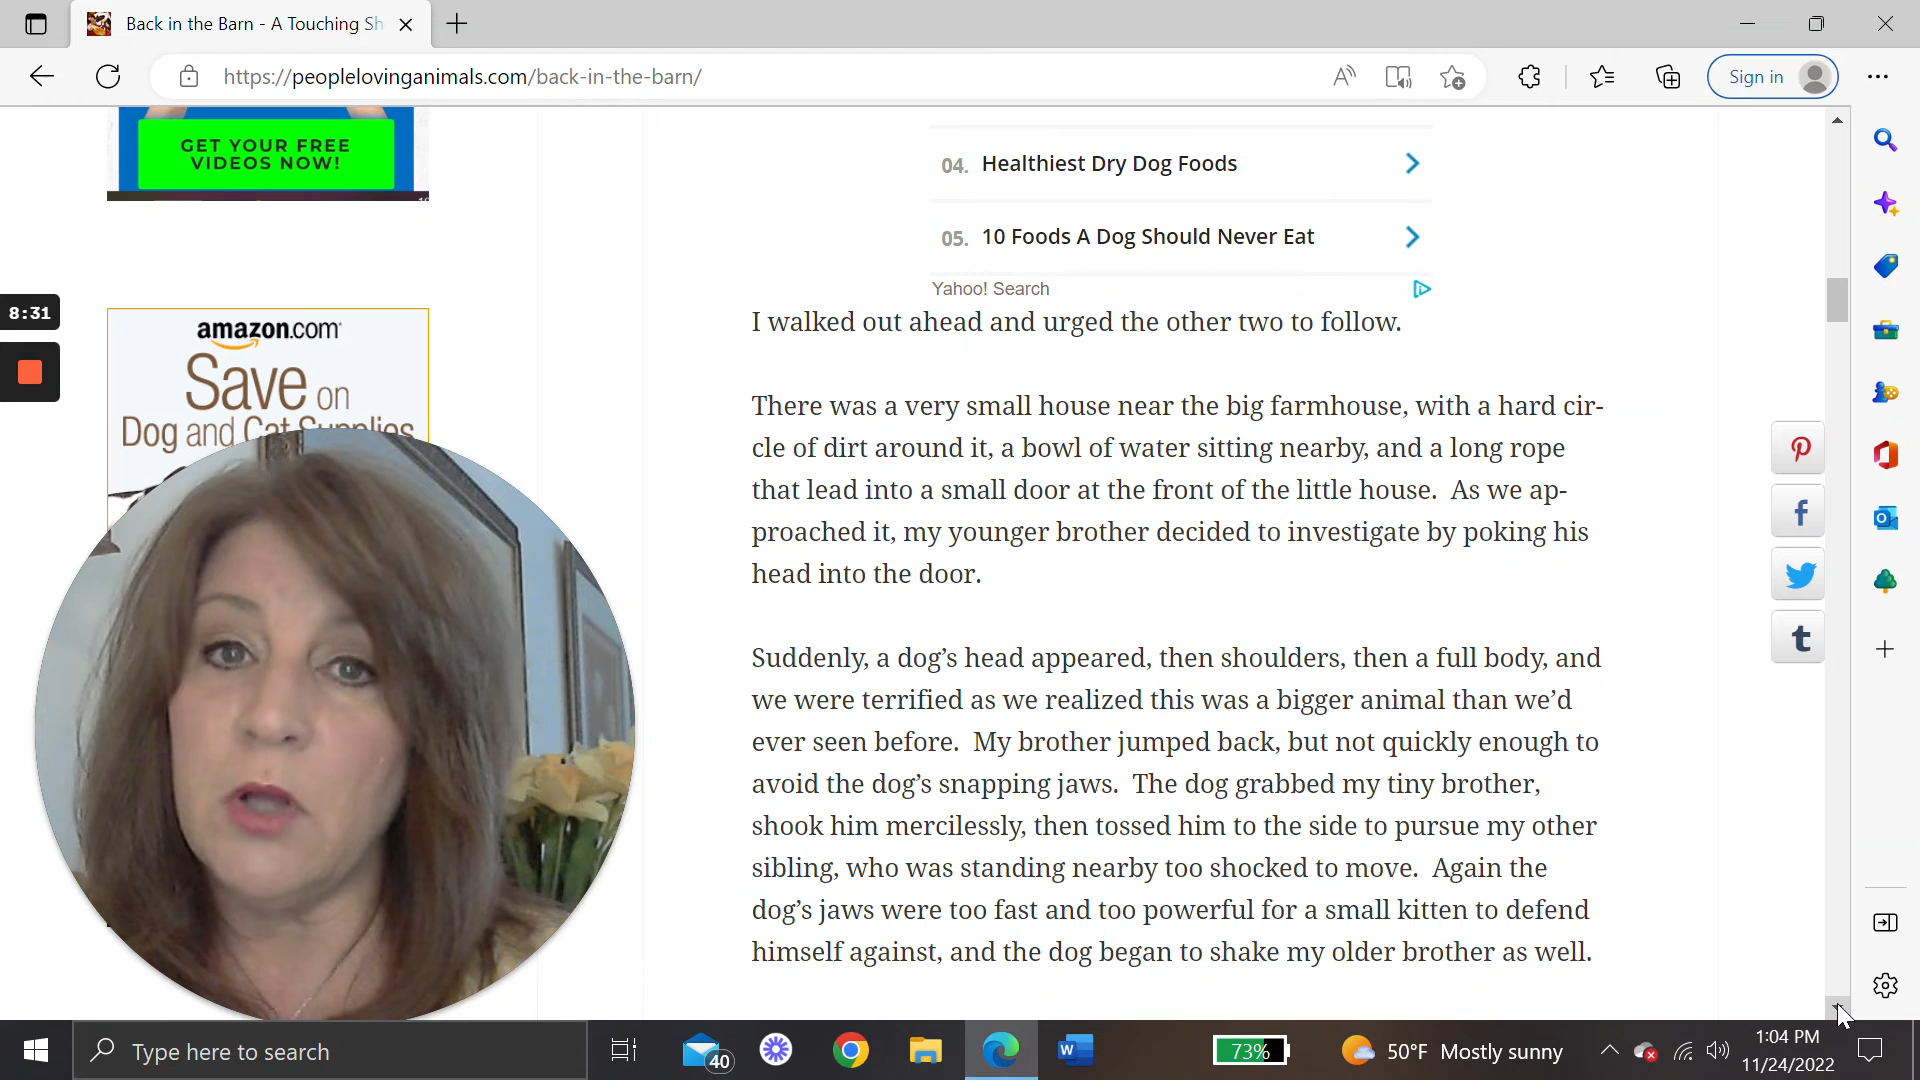 Back in the Barn - A Touching Sh
https://peoplelovinganimals.com/back-in-the-barn/
Sign in
GET YOUR FREE
VIDEOS NOW!
04. Healthiest Dry Dog Foods
05. 10 Foods A Dog Should Never Eat
Yahoo! Search
8:31
amazon.com
Save on
Dog and Cat Supplies
I walked out ahead and urged the other two to follow.
There was a very small house near the big farmhouse, with a hard cir-
cle of dirt around it, a bowl of water sitting nearby, and a long rope
that lead into a small door at the front of the little house. As we ap-
proached it, my younger brother decided to investigate by poking his
head into the door.
Suddenly, a dog’s head appeared, then shoulders, then a full body, and
we were terrified as we realized this was a bigger animal than we’d
ever seen before. My brother jumped back, but not quickly enough to
avoid the dog’s snapping jaws. The dog grabbed my tiny brother,
shook him mercilessly, then tossed him to the side to pursue my other
sibling, who was standing nearby too shocked to move. Again the
dog’s jaws were too fast and too powerful for a small kitten to defend
himself against, and the dog began to shake my older brother as well.
Type here to search
40
73%
50°F Mostly sunny
1:04 PM
11/24/2022